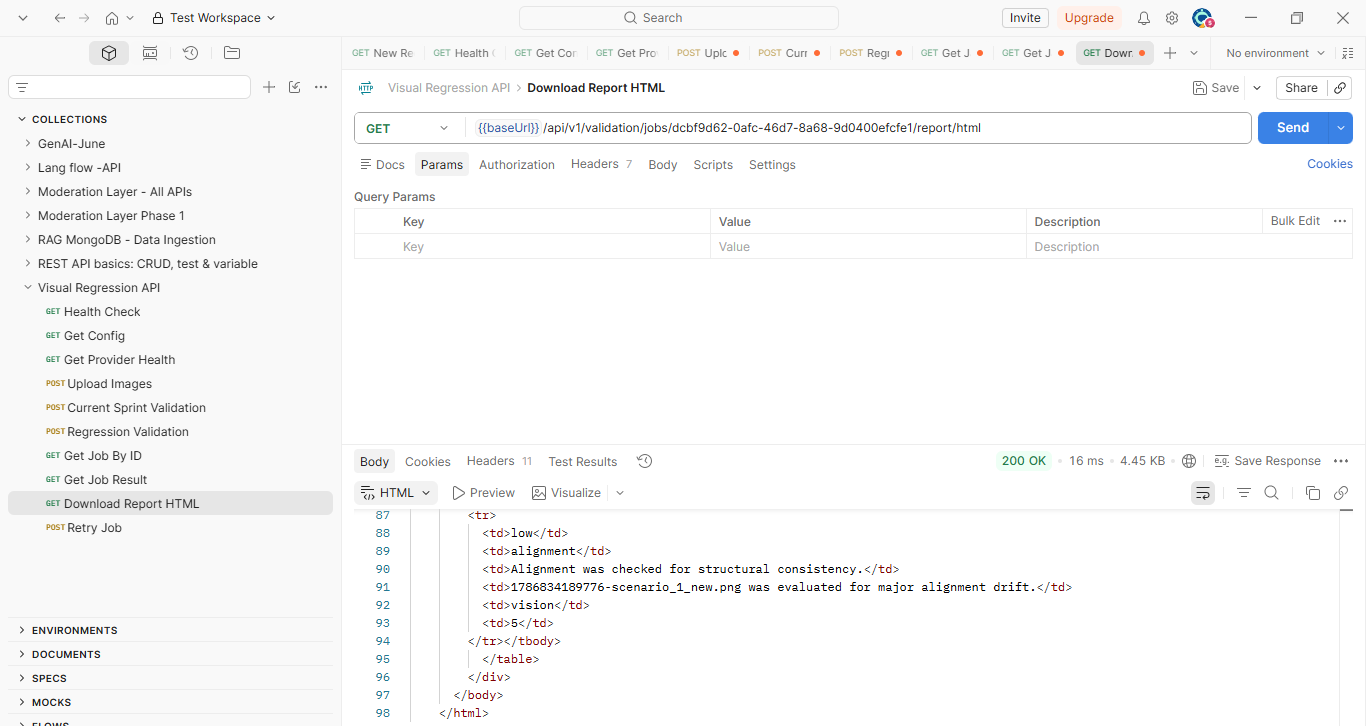 Test Workspace
Search
Invite
Upgrade
5
GET New Re
GET Health
GET Get Cor
GET Get Pro
POST Uplc
POST Curr
POST Regr
GET Get J
GET Get J
GET Down
No environment
COLLECTIONS
GenAI-June
Lang flow -API
Moderation Layer - All APIs
Moderation Layer Phase 1
RAG MongoDB - Data Ingestion
REST API basics: CRUD, test & variable
Visual Regression API
GET Health Check
GET Get Config
GET Get Provider Health
POST Upload Images
POST Current Sprint Validation
POST Regression Validation
GET Get Job By ID
GET Get Job Result
GET Download Report HTML
POST Retry Job
ENVIRONMENTS
DOCUMENTS
SPECS
MOCKS
FLOWS
HTTP Visual Regression API > Download Report HTML
Save
Share
GET
{{baseUrl}} /api/v1/validation/jobs/dcbf9d62-0afc-46d7-8a68-9d0400efcfe1/report/html
Send
Docs Params Authorization Headers 7 Body Scripts Settings
Cookies
Query Params
Key Value Description Bulk Edit
Key Value Description
Body Cookies Headers 11 Test Results
200 OK • 16 ms • 4.45 KB • e.g. Save Response
HTML Preview Visualize
87 <tr>
88 <td>low</td>
89 <td>alignment</td>
90 <td>Alignment was checked for structural consistency.</td>
91 <td>1786834189776-scenario_1_new.png was evaluated for major alignment drift.</td>
92 <td>vision</td>
93 <td>5</td>
94 </tr></tbody>
95 </table>
96 </div>
97 </body>
98 </html>